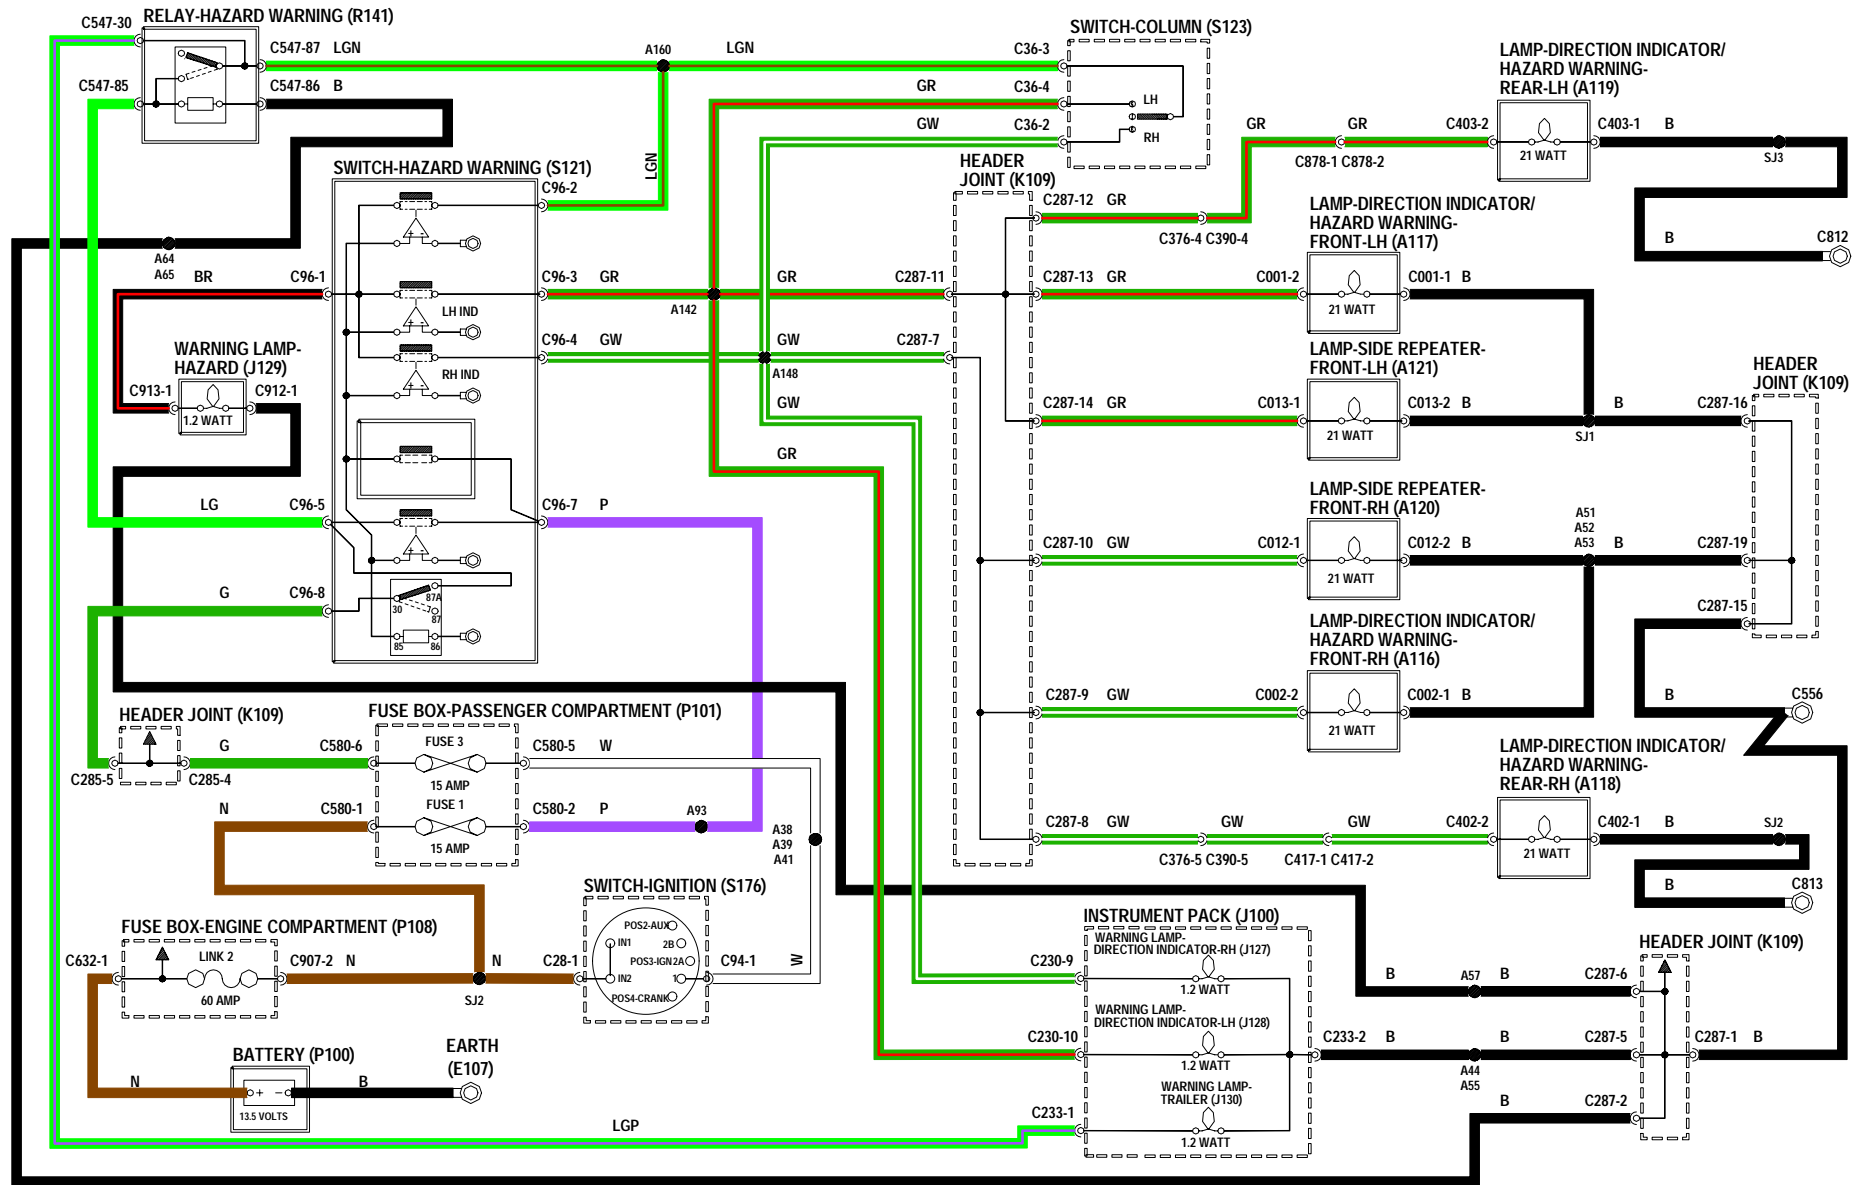 RELAY-HAZARD WARNING (R141)
C547-30
C547-87 LGN
C547-85
C547-86 B
A160
LGN
LGN
SWITCH-COLUMN (S123)
C36-3
GR C36-4
GW C36-2
LH
RH
LAMP-DIRECTION INDICATOR/
HAZARD WARNING-
REAR-LH (A119)
GR GR C403-2
C403-1 B
21 WATT
C878-1 C878-2
SJ3
B
C812
SWITCH-HAZARD WARNING (S121)
C96-2
A64
A65
BR C96-1
C96-3 GR
GR C287-11
A142
LH IND
C96-4 GW
GW C287-7
A148
RH IND
GW
GR
WARNING LAMP-
HAZARD (J129)
C913-1
C912-1
1.2 WATT
LG C96-5
C96-7 P
G C96-8
30
87A
87
85
86
HEADER
JOINT (K109)
C287-12 GR
C376-4 C390-4
LAMP-DIRECTION INDICATOR/
HAZARD WARNING-
FRONT-LH (A117)
C287-13 GR
C001-2
C001-1 B
21 WATT
LAMP-SIDE REPEATER-
FRONT-LH (A121)
C287-14 GR
C013-1
C013-2 B
21 WATT
SJ1
B
C287-16
HEADER
JOINT (K109)
LAMP-SIDE REPEATER-
FRONT-RH (A120)
C287-10 GW
C012-1
C012-2 B
21 WATT
A51
A52
A53
B
C287-19
C287-15
LAMP-DIRECTION INDICATOR/
HAZARD WARNING-
FRONT-RH (A116)
C287-9 GW
C002-2
C002-1 B
21 WATT
B
C556
LAMP-DIRECTION INDICATOR/
HAZARD WARNING-
REAR-RH (A118)
C287-8 GW
GW
GW
C402-2
C402-1 B
21 WATT
C376-5 C390-5
C417-1 C417-2
SJ2
B
C813
HEADER JOINT (K109)
C285-5
G
C285-4
FUSE BOX-PASSENGER COMPARTMENT (P101)
C580-6
FUSE 3
15 AMP
C580-5 W
N
C580-1
FUSE 1
15 AMP
C580-2 P
A93
A38
A39
A41
SWITCH-IGNITION (S176)
POS2-AUX
IN1
2B
POS3-IGN 2A
IN2
1
POS4-CRANK
C94-1
W
FUSE BOX-ENGINE COMPARTMENT (P108)
C632-1
LINK 2
60 AMP
C907-2 N
N
C28-1
SJ2
BATTERY (P100)
N
+
-
13.5 VOLTS
B
EARTH
(E107)
LGP
INSTRUMENT PACK (J100)
WARNING LAMP-
DIRECTION INDICATOR-RH (J127)
C230-9
1.2 WATT
WARNING LAMP-
DIRECTION INDICATOR-LH (J128)
C230-10
1.2 WATT
WARNING LAMP-
TRAILER (J130)
C233-1
1.2 WATT
C233-2 B
HEADER JOINT (K109)
B
A57
B
C287-6
B
C287-5
A44
A55
B
C287-2
C287-1 B